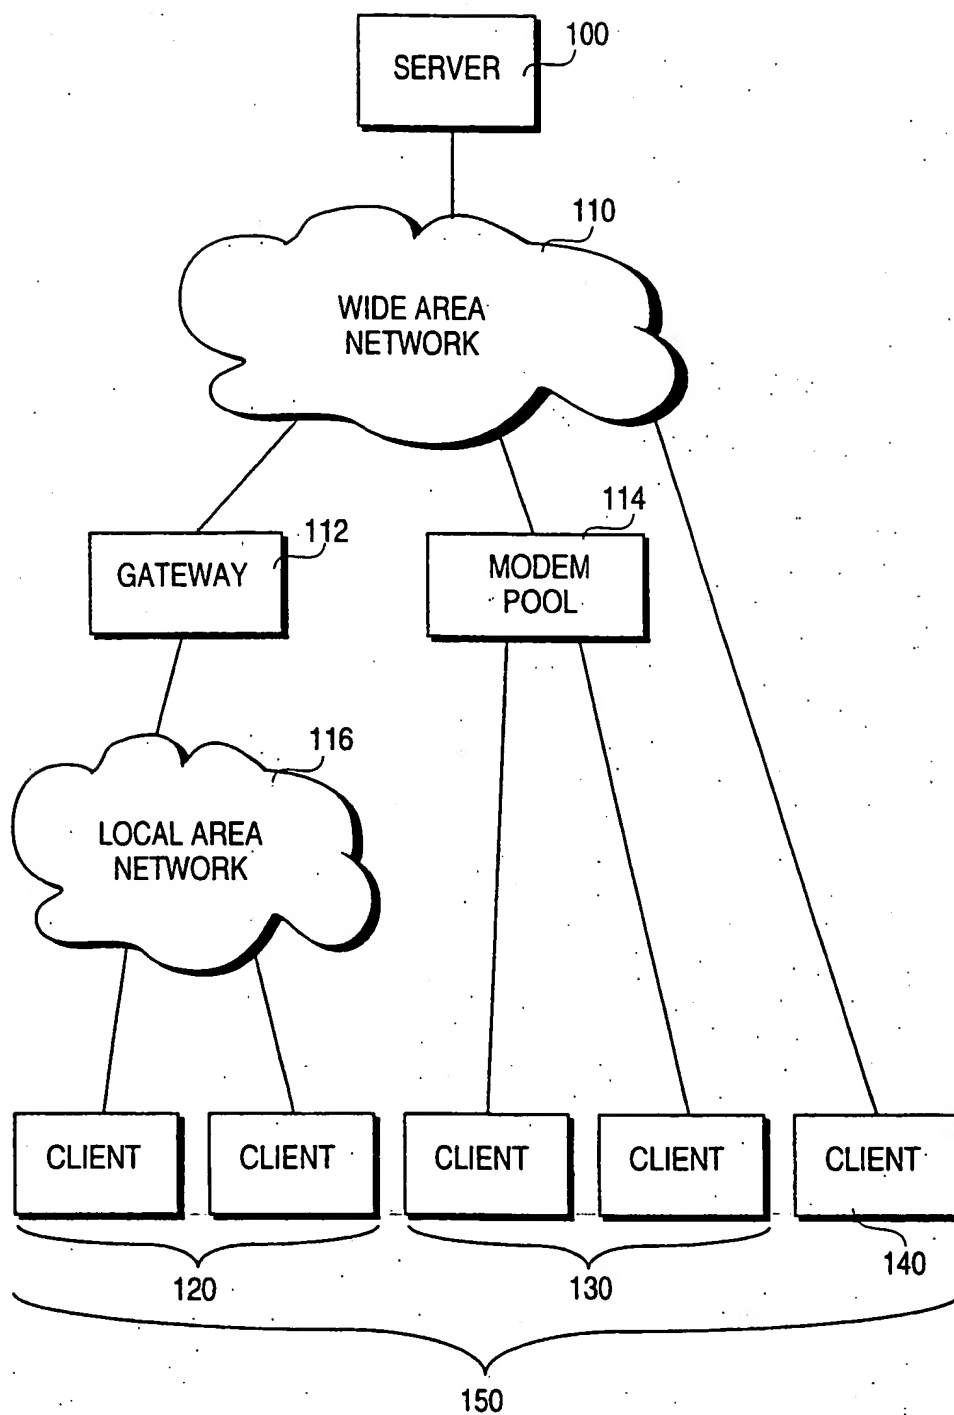 100
SERVER
110
WIDE AREA
NETWORK
114
112
GATEWAY
MODEM
POOL
116
LOCAL AREA
NETWORK
CLIENT
CLIENT
CLIENT
CLIENT
CLIENT
140
120
130
150